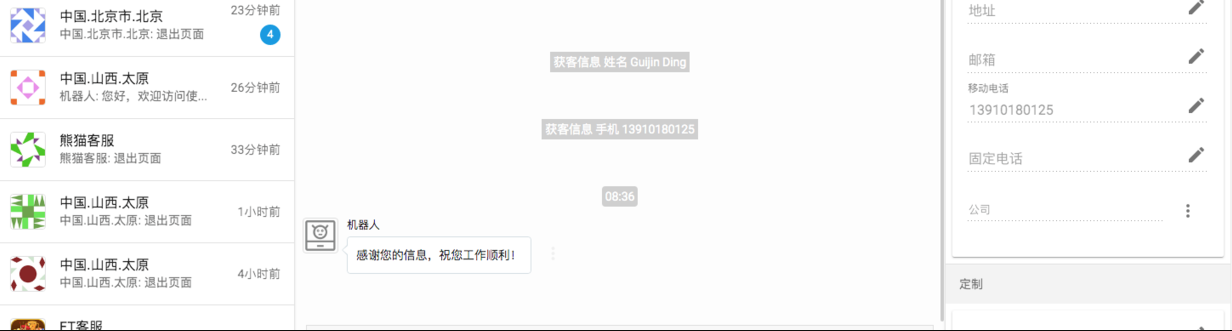 中国.北京市.北京
23分钟前
中国.北京市.北京: 退出页面
4
中国.山西.太原
26分钟前
机器人: 您好，欢迎访问使...
熊猫客服
33分钟前
熊猫客服: 退出页面
中国.山西.太原
1小时前
中国.山西.太原: 退出页面
中国.山西.太原
4小时前
中国.山西.太原: 退出页面
FT客服
获客信息 姓名 Guijin Ding
获客信息 手机 13910180125
08:36
机器人
感谢您的信息，祝您工作顺利！
地址
邮箱
移动电话
13910180125
固定电话
公司
定制